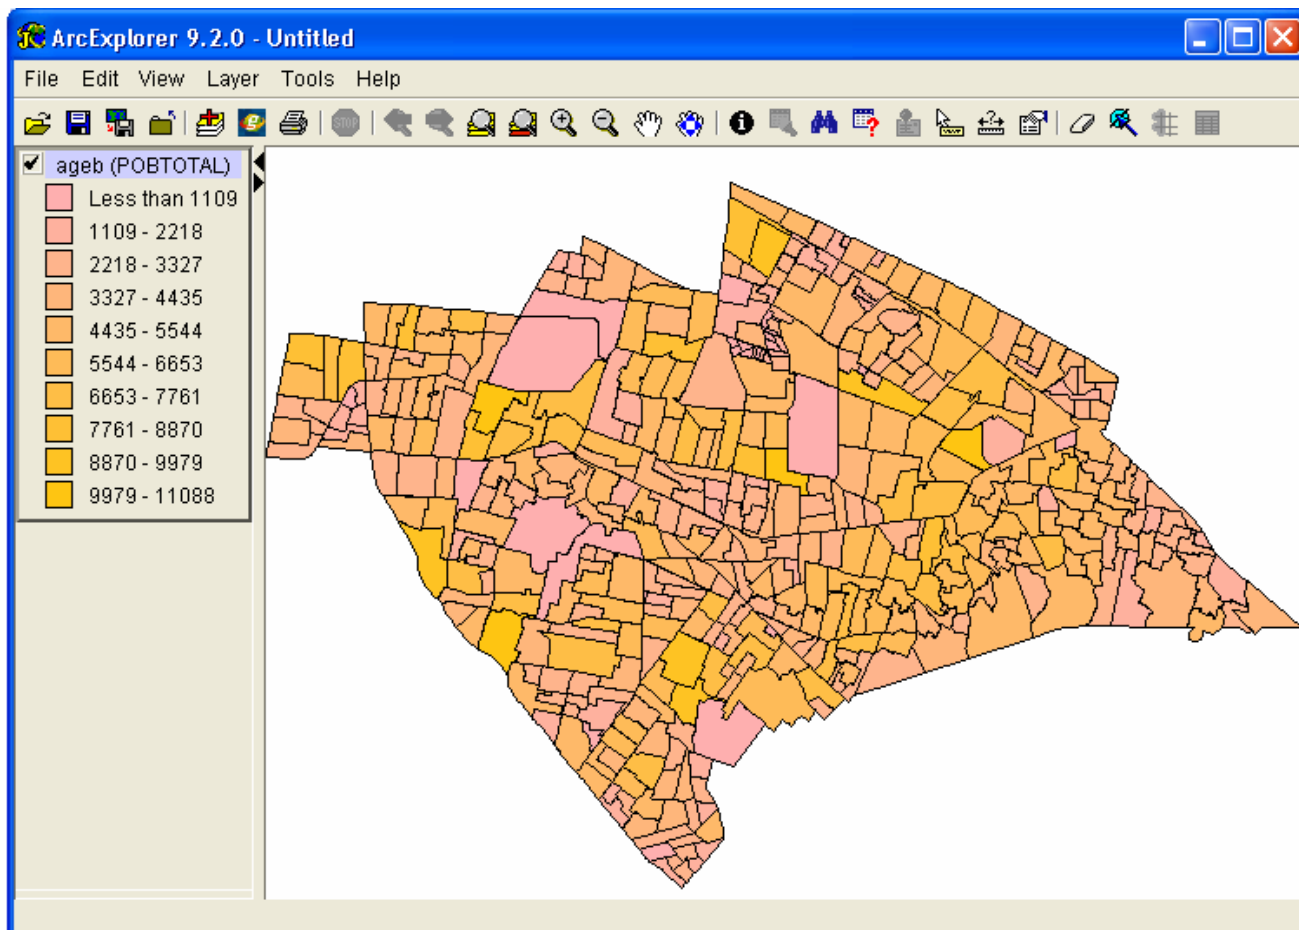 ArcExplorer 9.2.0 - Untitled
File Edit View Layer Tools Help
STOP
ageb (POBTOTAL)
Less than 1109
1109 - 2218
2218 - 3327
3327 - 4435
4435 - 5544
5544 - 6653
6653 - 7761
7761 - 8870
8870 - 9979
9979 - 11088